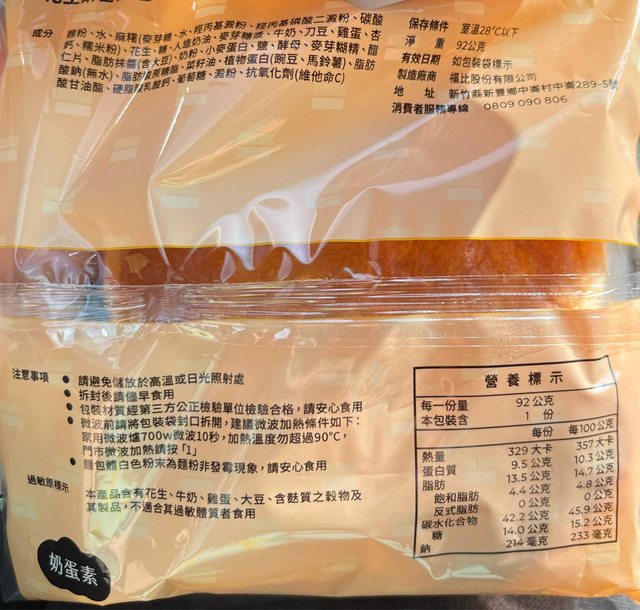 成分 麵粉、水、麻糬(麥芽糖、水、羥丙基澱粉、羥丙基磷酸二澱粉、碳酸
鈣、糯米粉)、花生、糖、人造奶油、麥芽糖漿、牛奶、刀豆、雞蛋、杏
仁片、脂肪抹醬(含大豆)、奶粉、小麥蛋白、鹽、酵母、麥芽糊精、醋
酸鈉(無水)、脂肪酸蔗糖酯、菜籽油、植物蛋白(豌豆、馬鈴薯)、脂肪
酸甘油酯、硬脂醯乳酸鈣、葡萄糖、澱粉、抗氧化劑(維他命C)
保存條件 室溫28°C以下
淨 重 92公克
有效日期 如包裝袋標示
製造廠商 福比股份有限公司
地 址 新竹縣新豐鄉中崙村中崙289-5號
消費者服務專線 0809 090 806
注意事項 ● 請避免儲放於高溫或日光照射處
● 拆封後請儘早食用
● 包裝材質經第三方公正檢驗單位檢驗合格，請安心食用
● 微波前請將包裝袋封口拆開，建議微波加熱條件如下：
家用微波爐700w微波10秒，加熱溫度勿超過90°C，
門市微波加熱請按「1」
● 麵包體白色粉末為麵粉非發霉現象，請安心食用
過敏原標示 本產品含有花生、牛奶、雞蛋、大豆、含麩質之穀物及
其製品，不適合其過敏體質者食用
奶蛋素
營養標示
每一份量 92公克
本包裝含 1 份
每份 每100公克
熱量 329大卡 357大卡
蛋白質 9.5公克 10.3公克
脂肪 13.5公克 14.7公克
飽和脂肪 4.4公克 4.8公克
反式脂肪 0公克 0公克
碳水化合物 42.2公克 45.9公克
糖 14.0公克 15.2公克
鈉 214毫克 233毫克